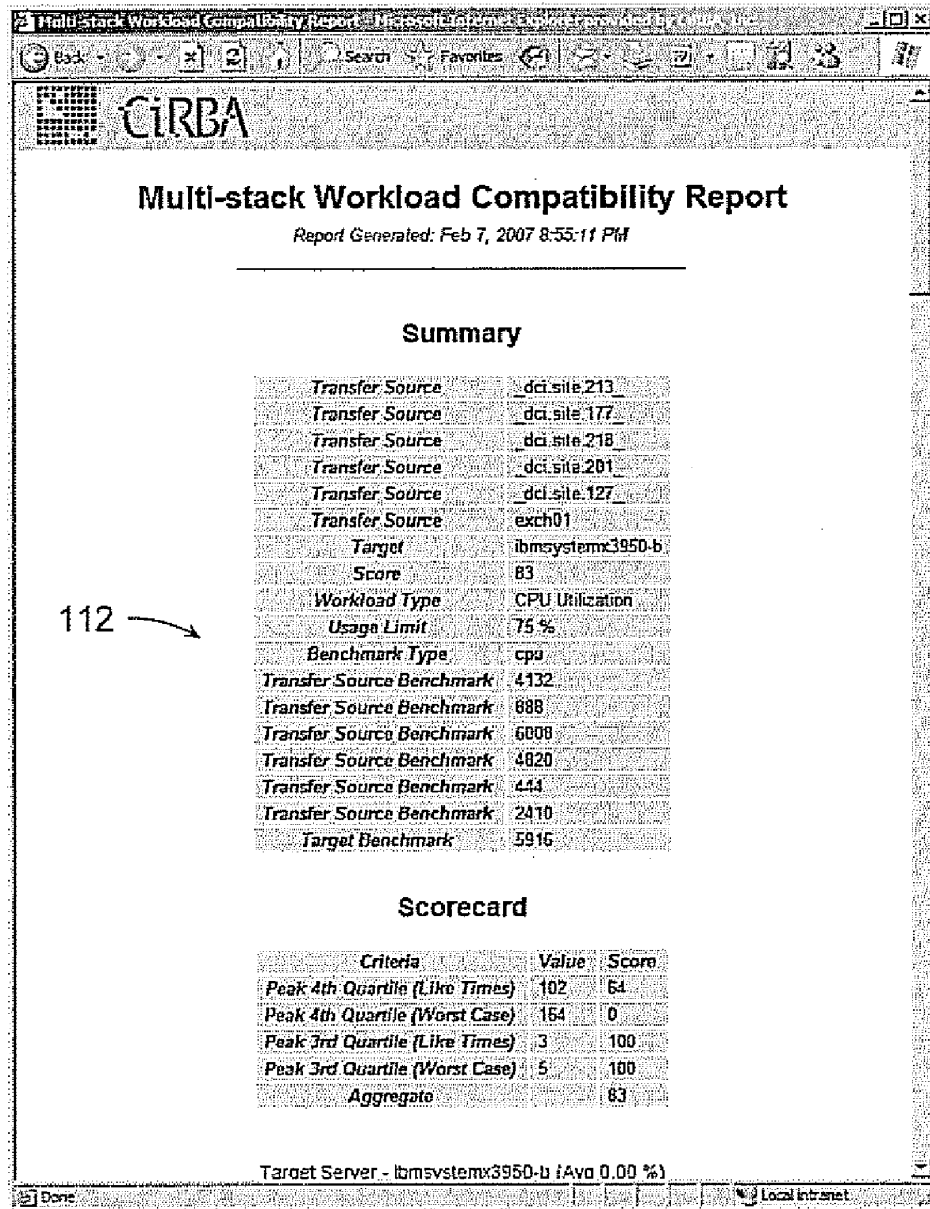 Multi-Stack Workload Compatibility Report - Microsoft Internet Explorer provided by
Back Search Favorites
CiRBA
Multi-stack Workload Compatibility Report
Report Generated: Feb 7, 2007 8:55:11 PM
Summary
Transfer Source _dci.site.213_
Transfer Source _dci.site.177_
Transfer Source _dci.site.218_
Transfer Source _dci.site.201_
Transfer Source _dci.site.127_
Transfer Source exch01
Target ibmsystemx3950-b
Score 83
Workload Type CPU Utilization
112
Usage Limit 75 %
Benchmark Type cpu
Transfer Source Benchmark 4132
Transfer Source Benchmark 888
Transfer Source Benchmark
Transfer Source Benchmark 4820
Transfer Source Benchmark 444
Transfer Source Benchmark 2410
Target Benchmark 5916
Scorecard
Criteria Value Score
Peak 4th Quartile (Like Times) 102 64
Peak 4th Quartile (Worst Case) 164 0
Peak 3rd Quartile (Like Times) 3 100
Peak 3rd Quartile (Worst Case) 5 100
Aggregate 83
Target Server - ibmsystemx3950-b (Avg 0.00 %)
Done Local intranet